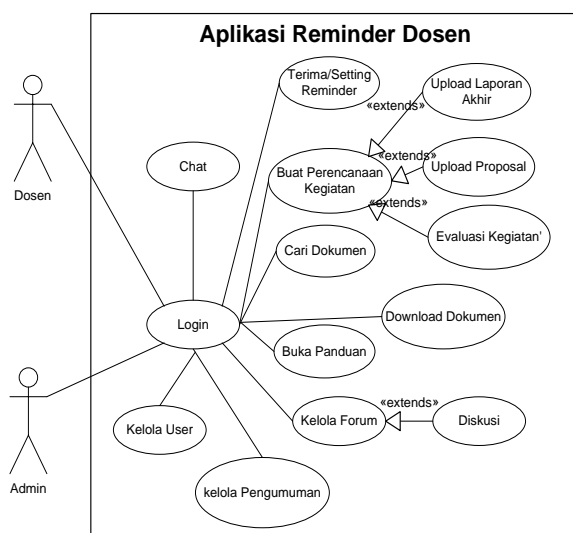 Aplikasi Reminder Dosen
Terima/Setting
Reminder
Upload Laporan
Akhir
«extends»
Chat
Dosen
Buat Perencanaan
Kegiatan
«extends»
Upload Proposal
«extends»
Evaluasi Kegiatan'
Cari Dokumen
Login
Download Dokumen
Buka Panduan
Admin
Kelola User
Kelola Forum
«extends»
Diskusi
kelola Pengumuman